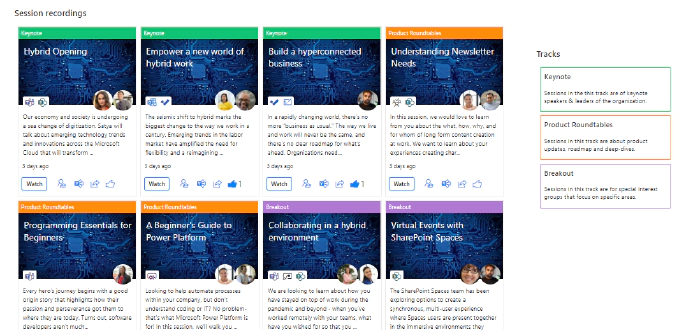 Session recordings
Keynote
Hybrid Opening
Our economy and society is undergoing
a sea change of digitization. Satya will
talk about emerging technology trends
and innovations across the Microsoft
Cloud that will transform ...
3 days ago
Watch
Keynote
Empower a new world of
hybrid work
The seismic shift to hybrid marks the
biggest change to the way we work in a
century. Emerging trends in the labor
market have amplified the need for
flexibility and a reimagining ...
3 days ago
Watch
1
Keynote
Build a hyperconnected
business
In a rapidly changing world, there's no
more "business as usual." The way we live
and work will never be the same, and
there's no clear roadmap for what's
ahead. Organizations need...
3 days ago
Watch
1
Product Roundtables
Understanding Newsletter
Needs
In this session, we would love to learn
from you about the what, how, why, and
for whom of long form content creation
at work. We want to learn about your
experiences creating char...
3 days ago
Watch
Product Roundtables
Programming Essentials for
Beginners
Every hero's journey begins with a good
origin story that highlights how their
passion and perseverance got them to
where they are today. Turns out, software
developers aren't much...
Product Roundtables
A Beginner's Guide to
Power Platform
Looking to help automate processes
within your company, but don't
understand coding or IT? No problem -
that's what Microsoft Power Platform is
for! In this session, we'll walk you ...
Breakout
Collaborating in a hybrid
environment
We are looking to learn about how you
have stayed on top of work during the
pandemic and beyond - when you've
worked remotely with your teams, what
have you wished for so that you ...
Breakout
Virtual Events with
SharePoint Spaces
The SharePoint Spaces team has been
exploring options to create a
synchronous, multi-user experience
where Spaces users are present together
in the immersive environments they
Tracks
Keynote
Sessions in the this track are of keynote
speakers & leaders of the organization.
Product Roundtables
Sessions in this track are about product
updates, roadmap and deep-dives.
Breakout
Sessions in this track are for special interest
groups that focus on specific areas.